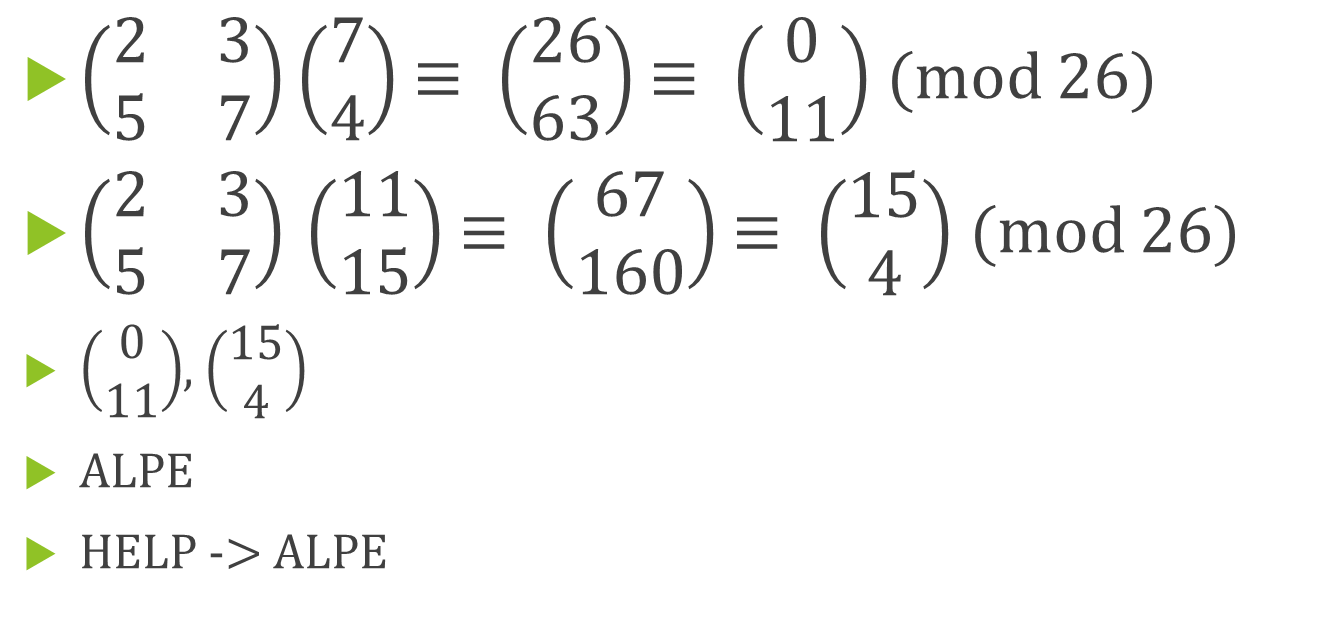 (2 3; 5 7)(7; 4) ≡ (26; 63) ≡ (0; 11) (mod 26)
(2 3; 5 7)(11; 15) ≡ (67; 160) ≡ (15; 4) (mod 26)
(0; 11), (15; 4)
ALPE
HELP -> ALPE